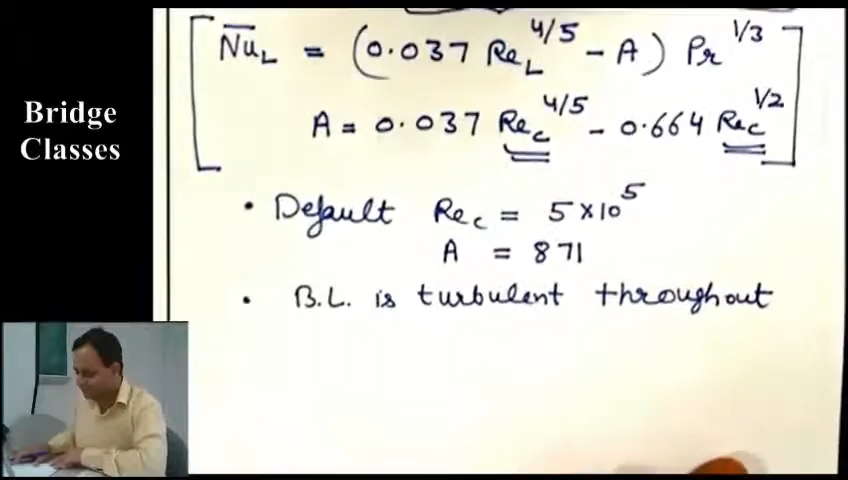 Bridge
Classes
N̅u̅_L = (0.037 Re_L^4/5 - A) Pr^1/3
A = 0.037 Re_c^4/5 - 0.664 Re_c^1/2
• Default Re_c = 5 × 10^5
A = 871
• B.L. is turbulent throughout